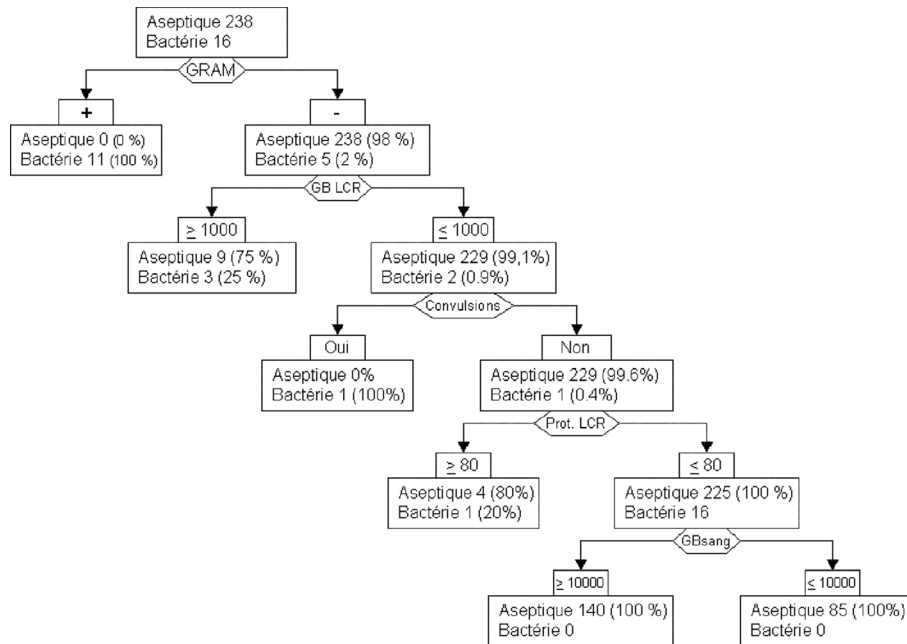 Aseptique 238
Bactérie 16
GRAM
+
-
Aseptique 0 (0 %)
Bactérie 11 (100 %)
Aseptique 238 (98 %)
Bactérie 5 (2 %)
GB LCR
≥ 1000
≤ 1000
Aseptique 9 (75 %)
Bactérie 3 (25 %)
Aseptique 229 (99,1%)
Bactérie 2 (0.9%)
Convulsions
Oui
Non
Aseptique 0%
Bactérie 1 (100%)
Aseptique 229 (99.6%)
Bactérie 1 (0.4%)
Prot. LCR
≥ 80
≤ 80
Aseptique 4 (80%)
Bactérie 1 (20%)
Aseptique 225 (100 %)
Bactérie 16
GBsang
≥ 10000
≤ 10000
Aseptique 140 (100 %)
Bactérie 0
Aseptique 85 (100%)
Bactérie 0